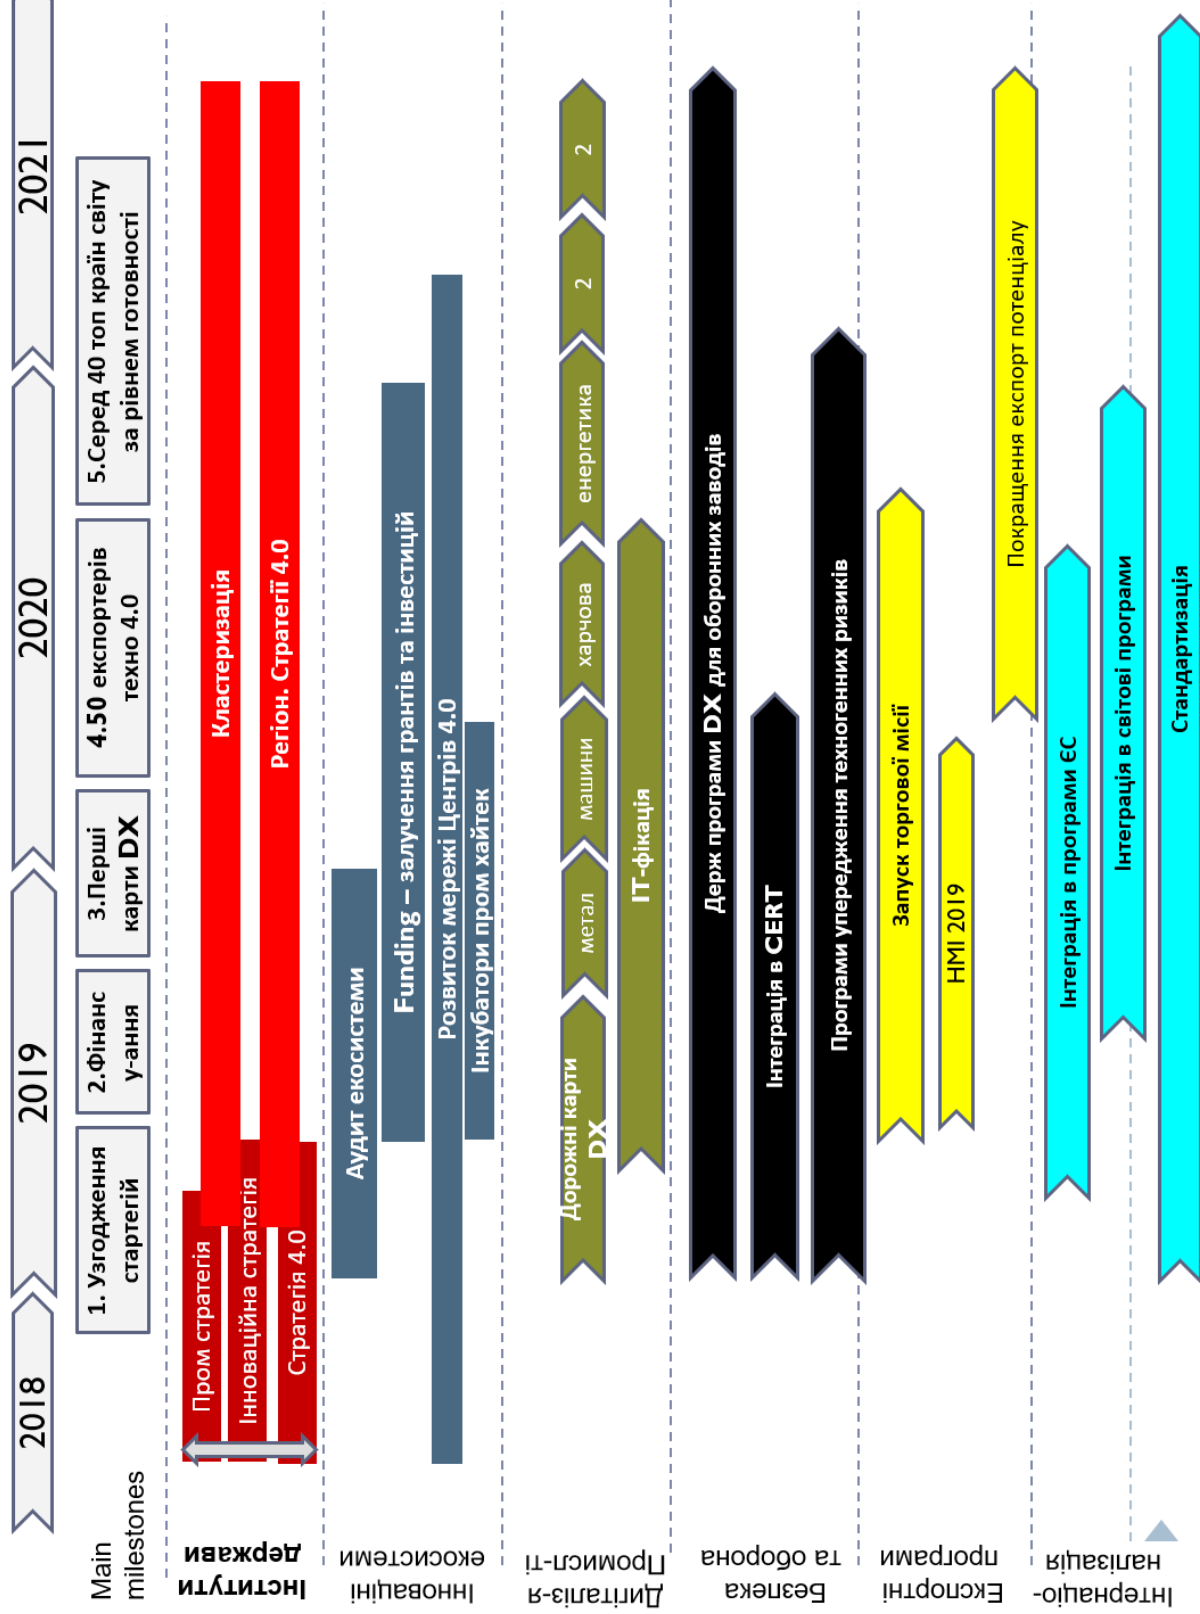 2018
2019
2020
2021
Main
milestones
1. Узгодження
стартегій
2.Фінанс
у-ання
3.Перші
карти DX
4.50 експортерів
техно 4.0
5.Серед 40 топ країн світу
за рівнем готовності
Інститути
держави
Пром стратегія
Інноваційна стратегія
Стратегія 4.0
Кластеризація
Регіон. Стратегії 4.0
Інноваціні
екосистеми
Аудит екосистеми
Funding – залучення грантів та інвестицій
Розвиток мережі Центрів 4.0
Інкубатори пром хайтек
Дигіталіз-я
Промисл-ті
Дорожні карти
DX
метал
машини
харчова
енергетика
2
2
ІТ-фікація
Безпека
та оборона
Держ програми DX для оборонних заводів
Інтеграція в CERT
Програми упередження техногенних ризиків
Експортні
програми
Запуск торгової місії
НМІ 2019
Покращення експорт потенціалу
Інтернаціо-
налізація
Інтеграція в програми ЄС
Інтеграція в світові програми
Стандартизація